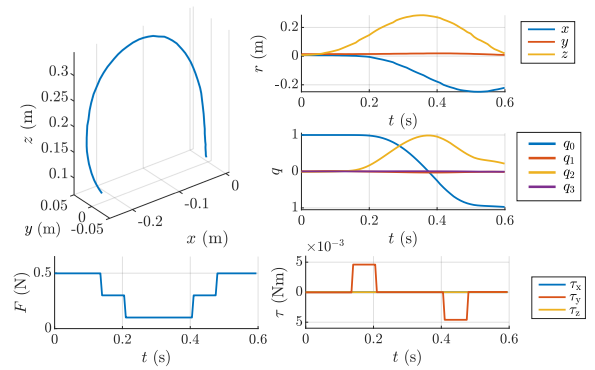 0.3
0.25
0.2
0.15
0.1
z (m)
0.05
0
-0.05
y (m)
-0.2
-0.1
0
x (m)
0.2
0
-0.2
r (m)
0
0.2
0.4
0.6
t (s)
x
y
z
1
0
1
q
0
0.2
0.4
0.6
t (s)
q₀
q₁
q₂
q₃
0.5
0
F (N)
0
0.2
0.4
0.6
t (s)
×10⁻³
5
0
5
τ (Nm)
0
0.2
0.4
0.6
t (s)
τₓ
τ_y
τ_z